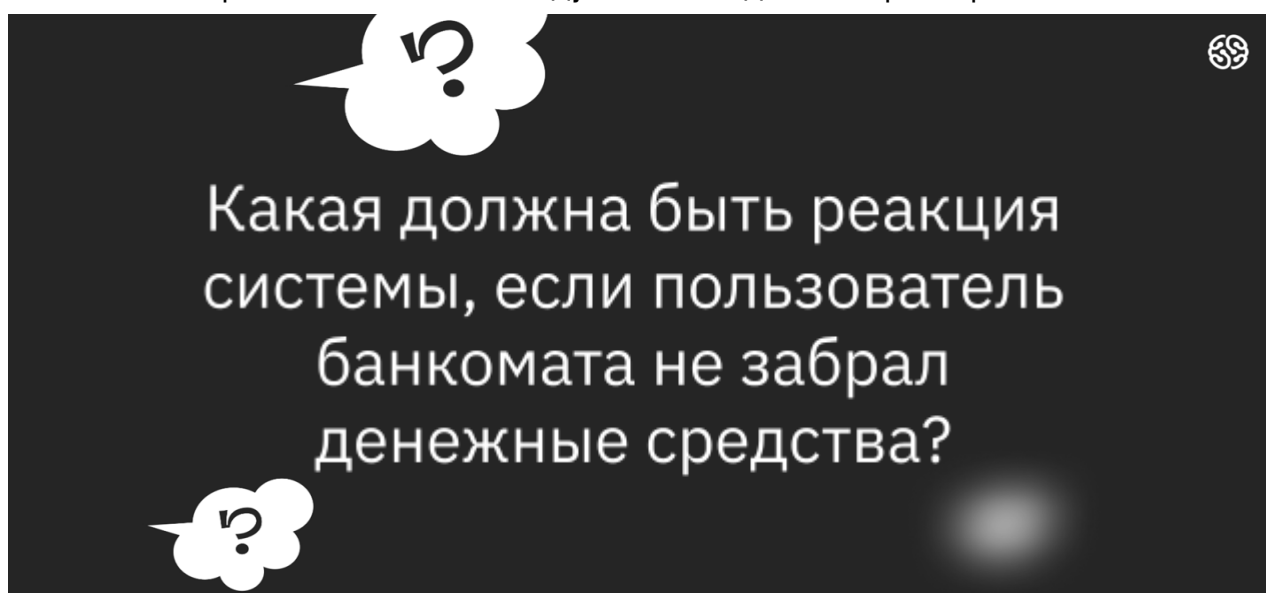 ?
Какая должна быть реакция
системы, если пользователь
банкомата не забрал
денежные средства?
?